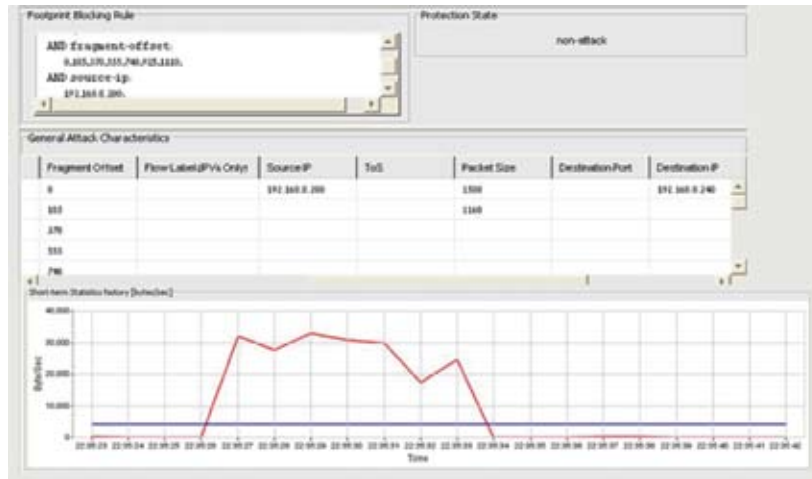 Footprint Blocking Rule
AND fragment-offset:
0,185,370,555,740,925,1110,
AND source-ip:
192.168.0.200,
Protection State
non-attack
General Attack Characteristics
Fragment Offset Flow Label(IPV6 Only) Source IP ToS Packet Size Destination Port Destination IP
0 192.168.0.200 1500 192.168.0.240
185 1160
370
555
740
Short-term Statistics history [bytes/Sec]
40.000
30.000
20.000
10.000
0
Byte/Sec
Time